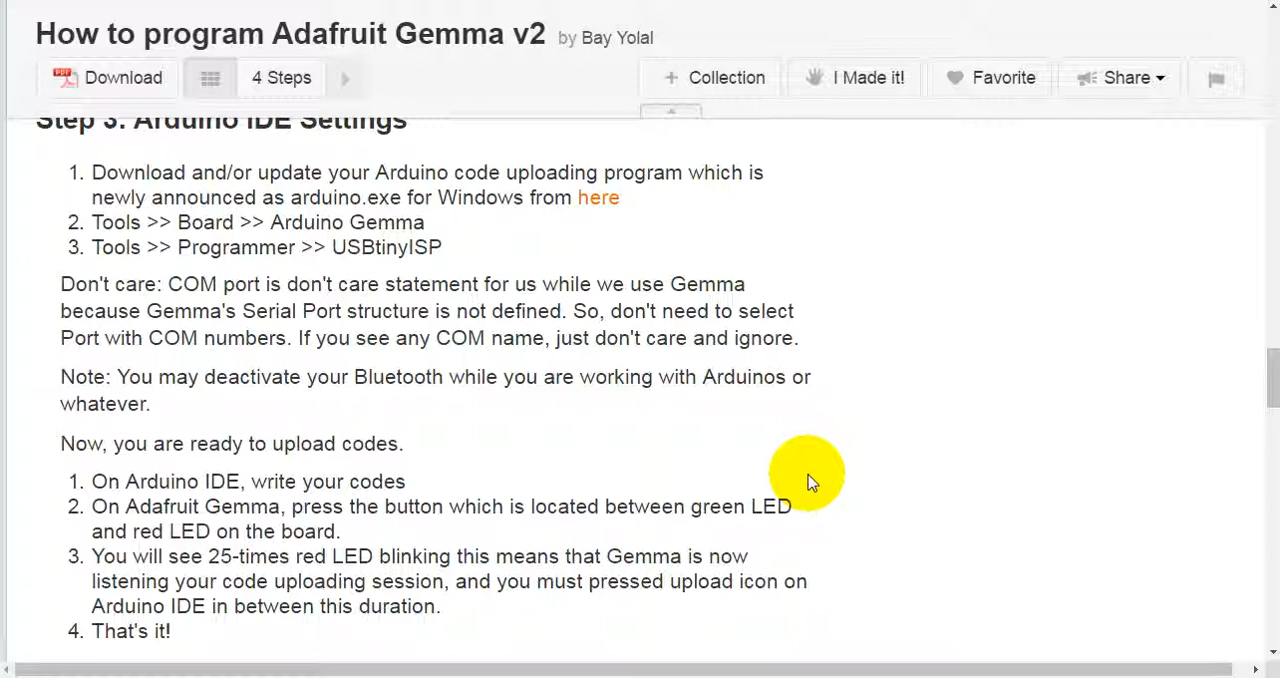 How to program Adafruit Gemma v2 by Bay Yolal
PDF Download 4 Steps + Collection I Made it! Favorite Share
Step 3: Arduino IDE Settings
1. Download and/or update your Arduino code uploading program which is
newly announced as arduino.exe for Windows from here
2. Tools >> Board >> Arduino Gemma
3. Tools >> Programmer >> USBtinyISP
Don't care: COM port is don't care statement for us while we use Gemma
because Gemma's Serial Port structure is not defined. So, don't need to select
Port with COM numbers. If you see any COM name, just don't care and ignore.
Note: You may deactivate your Bluetooth while you are working with Arduinos or
whatever.
Now, you are ready to upload codes.
1. On Arduino IDE, write your codes
2. On Adafruit Gemma, press the button which is located between green LED
and red LED on the board.
3. You will see 25-times red LED blinking this means that Gemma is now
listening your code uploading session, and you must pressed upload icon on
Arduino IDE in between this duration.
4. That's it!